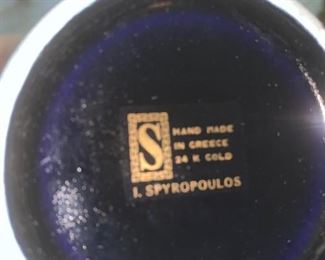 S
HAND MADE
IN GREECE
24 K GOLD
I. SPYROPOULOS